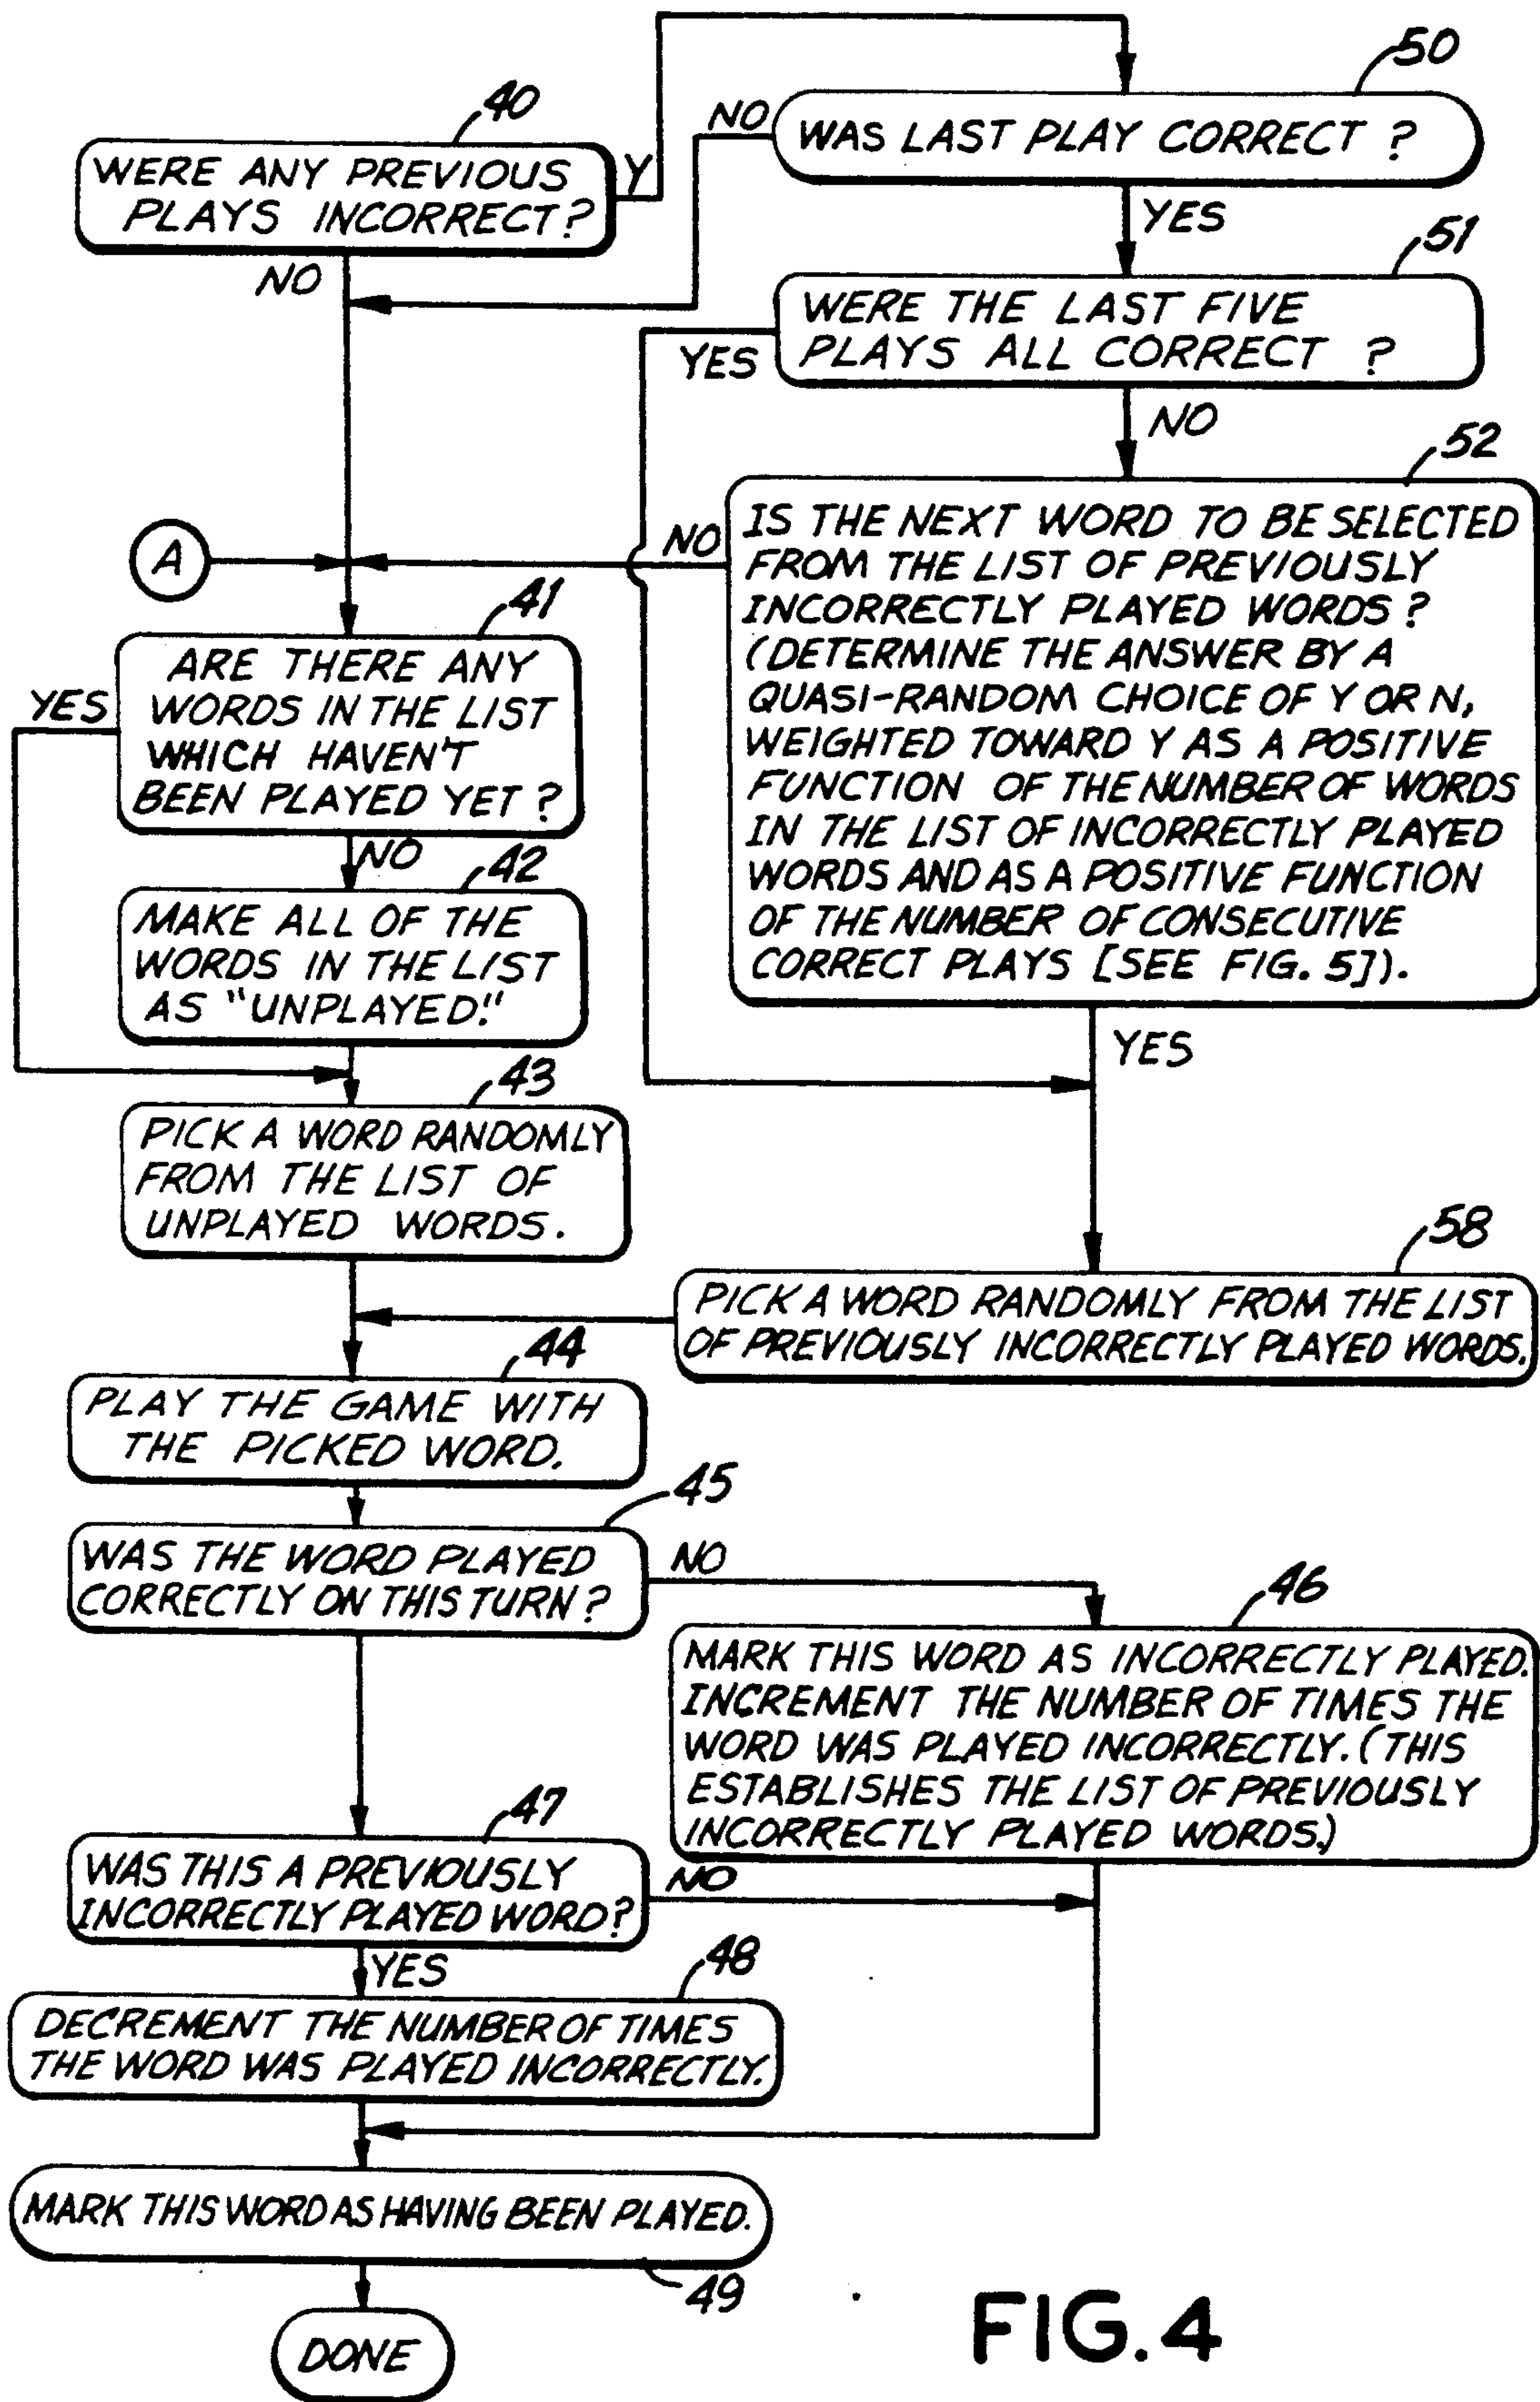 40
WERE ANY PREVIOUS
PLAYS INCORRECT?
Y
NO
50
NO
WAS LAST PLAY CORRECT ?
YES
51
WERE THE LAST FIVE
PLAYS ALL CORRECT ?
YES
NO
52
IS THE NEXT WORD TO BE SELECTED
FROM THE LIST OF PREVIOUSLY
INCORRECTLY PLAYED WORDS?
(DETERMINE THE ANSWER BY A
QUASI-RANDOM CHOICE OF Y OR N,
WEIGHTED TOWARD Y AS A POSITIVE
FUNCTION OF THE NUMBER OF WORDS
IN THE LIST OF INCORRECTLY PLAYED
WORDS AND AS A POSITIVE FUNCTION
OF THE NUMBER OF CONSECUTIVE
CORRECT PLAYS [SEE FIG. 5]).
NO
YES
A
41
ARE THERE ANY
WORDS IN THE LIST
WHICH HAVEN'T
BEEN PLAYED YET?
YES
NO
42
MAKE ALL OF THE
WORDS IN THE LIST
AS "UNPLAYED."
43
PICK A WORD RANDOMLY
FROM THE LIST OF
UNPLAYED WORDS.
58
PICK A WORD RANDOMLY FROM THE LIST
OF PREVIOUSLY INCORRECTLY PLAYED WORDS.
44
PLAY THE GAME WITH
THE PICKED WORD.
45
WAS THE WORD PLAYED
CORRECTLY ON THIS TURN?
NO
46
MARK THIS WORD AS INCORRECTLY PLAYED.
INCREMENT THE NUMBER OF TIMES THE
WORD WAS PLAYED INCORRECTLY. (THIS
ESTABLISHES THE LIST OF PREVIOUSLY
INCORRECTLY PLAYED WORDS.)
47
WAS THIS A PREVIOUSLY
INCORRECTLY PLAYED WORD?
NO
YES
48
DECREMENT THE NUMBER OF TIMES
THE WORD WAS PLAYED INCORRECTLY.
MARK THIS WORD AS HAVING BEEN PLAYED.
49
DONE
FIG. 4